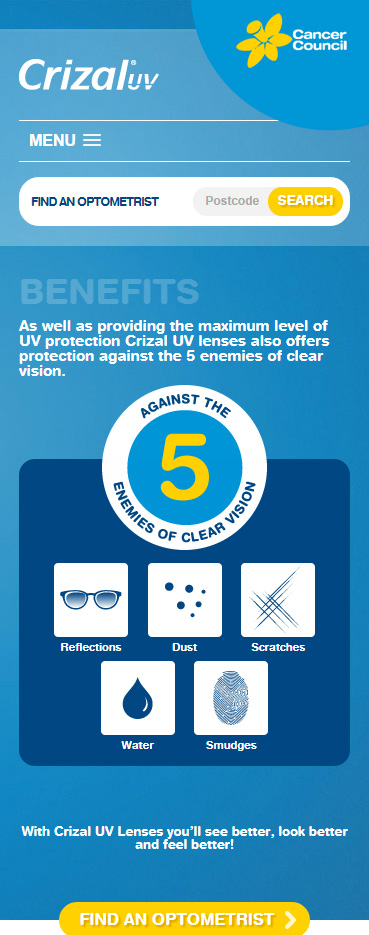 Cancer
Council
Crizal® UV
MENU
FIND AN OPTOMETRIST
Postcode
SEARCH
BENEFITS
As well as providing the maximum level of
UV protection Crizal UV lenses also offers
protection against the 5 enemies of clear
vision.
AGAINST THE
5
ENEMIES OF CLEAR VISION
Reflections
Dust
Scratches
Water
Smudges
With Crizal UV Lenses you'll see better, look better
and feel better!
FIND AN OPTOMETRIST